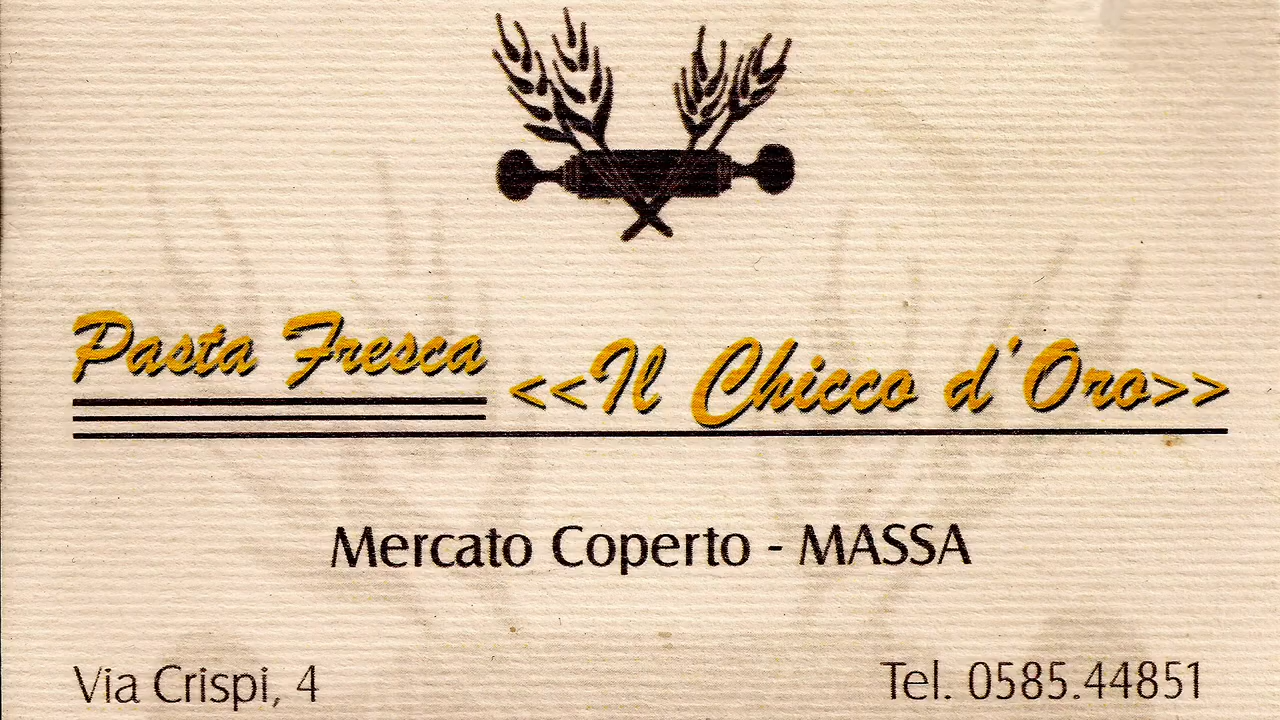 Pasta Fresca <<Il Chicco d'Oro>>
Mercato Coperto - MASSA
Via Crispi, 4 Tel. 0585.44851